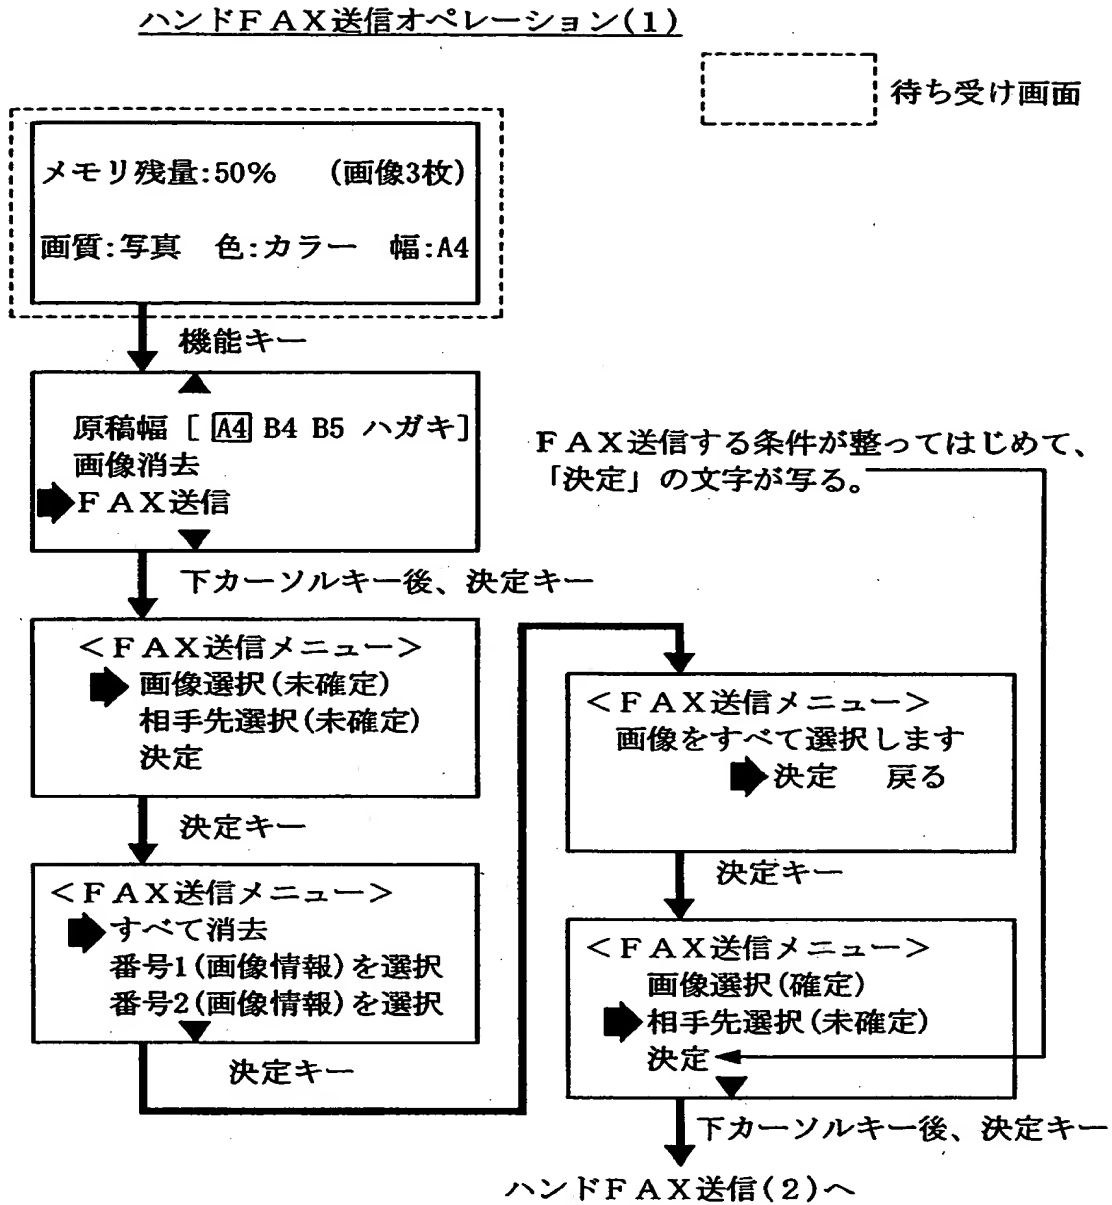 ハンドFAX送信オペレーション(1)
待ち受け画面
メモリ残量:50% (画像3枚)
画質:写真 色:カラー 幅:A4
機能キー
原稿幅 [ A4 B4 B5 ハガキ]
画像消去
FAX送信
下カーソルキー後、決定キー
<FAX送信メニュー>
画像選択(未確定)
相手先選択(未確定)
決定
決定キー
<FAX送信メニュー>
すべて消去
番号1(画像情報)を選択
番号2(画像情報)を選択
決定キー
FAX送信する条件が整ってはじめて、
「決定」の文字が写る。
<FAX送信メニュー>
画像をすべて選択します
決定 戻る
決定キー
<FAX送信メニュー>
画像選択(確定)
相手先選択(未確定)
決定
下カーソルキー後、決定キー
ハンドFAX送信(2)へ